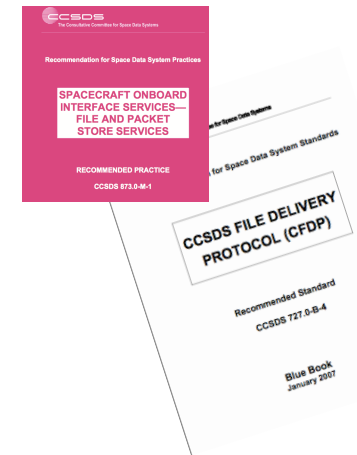 CCSDS
The Consultative Committee for Space Data Systems
Recommendation for Space Data System Practices
SPACECRAFT ONBOARD
INTERFACE SERVICES—
FILE AND PACKET
STORE SERVICES
RECOMMENDED PRACTICE
CCSDS 873.0-M-1
for Space Data Systems
for Space Data System Standards
CCSDS FILE DELIVERY
PROTOCOL (CFDP)
Recommended Standard
CCSDS 727.0-B-4
Blue Book
January 2007